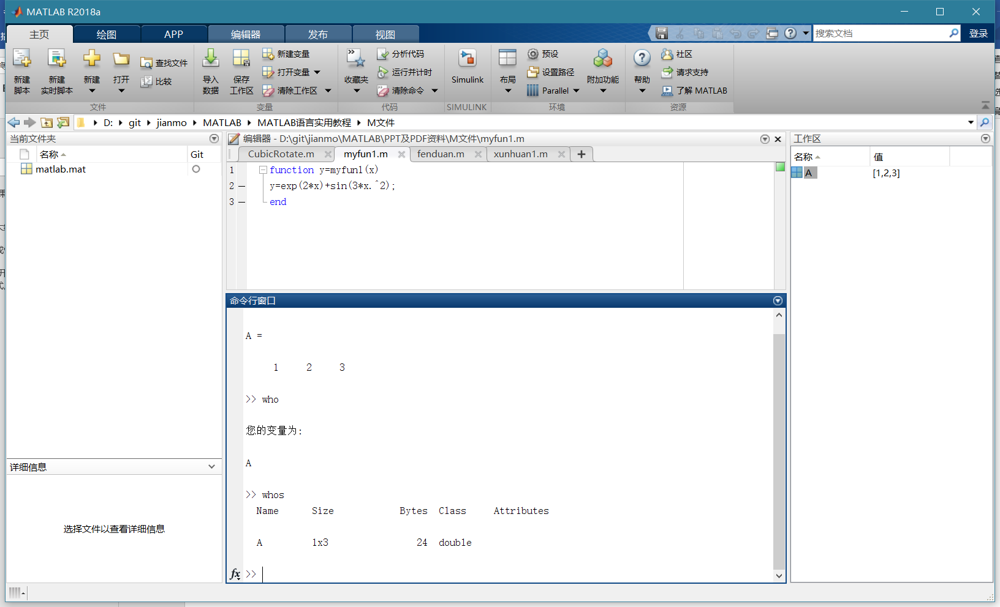 MATLAB R2018a
主页 绘图 APP 编辑器 发布 视图 搜索文档 登录
新建脚本 新建实时脚本 新建 打开 查找文件 比较
文件
导入数据 保存工作区 新建变量 打开变量 清除工作区
变量
收藏夹 分析代码 运行并计时 清除命令
代码
Simulink
SIMULINK
布局 预设 设置路径 Parallel 附加功能
环境
帮助 社区 请求支持 了解 MATLAB
资源
D: git jianmo MATLAB MATLAB语言实用教程 M文件
当前文件夹
名称 Git
matlab.mat
详细信息
选择文件以查看详细信息
编辑器 - D:\git\jianmo\MATLAB\PPT及PDF资料\M文件\myfun1.m
CubicRotate.m myfun1.m fenduan.m xunhuan1.m
1 function y=myfun1(x)
2 y=exp(2*x)+sin(3*x.^2);
3 end
命令行窗口
A =
1 2 3
>> who
您的变量为:
A
>> whos
Name Size Bytes Class Attributes
A 1x3 24 double
fx >>
工作区
名称 值
A [1,2,3]